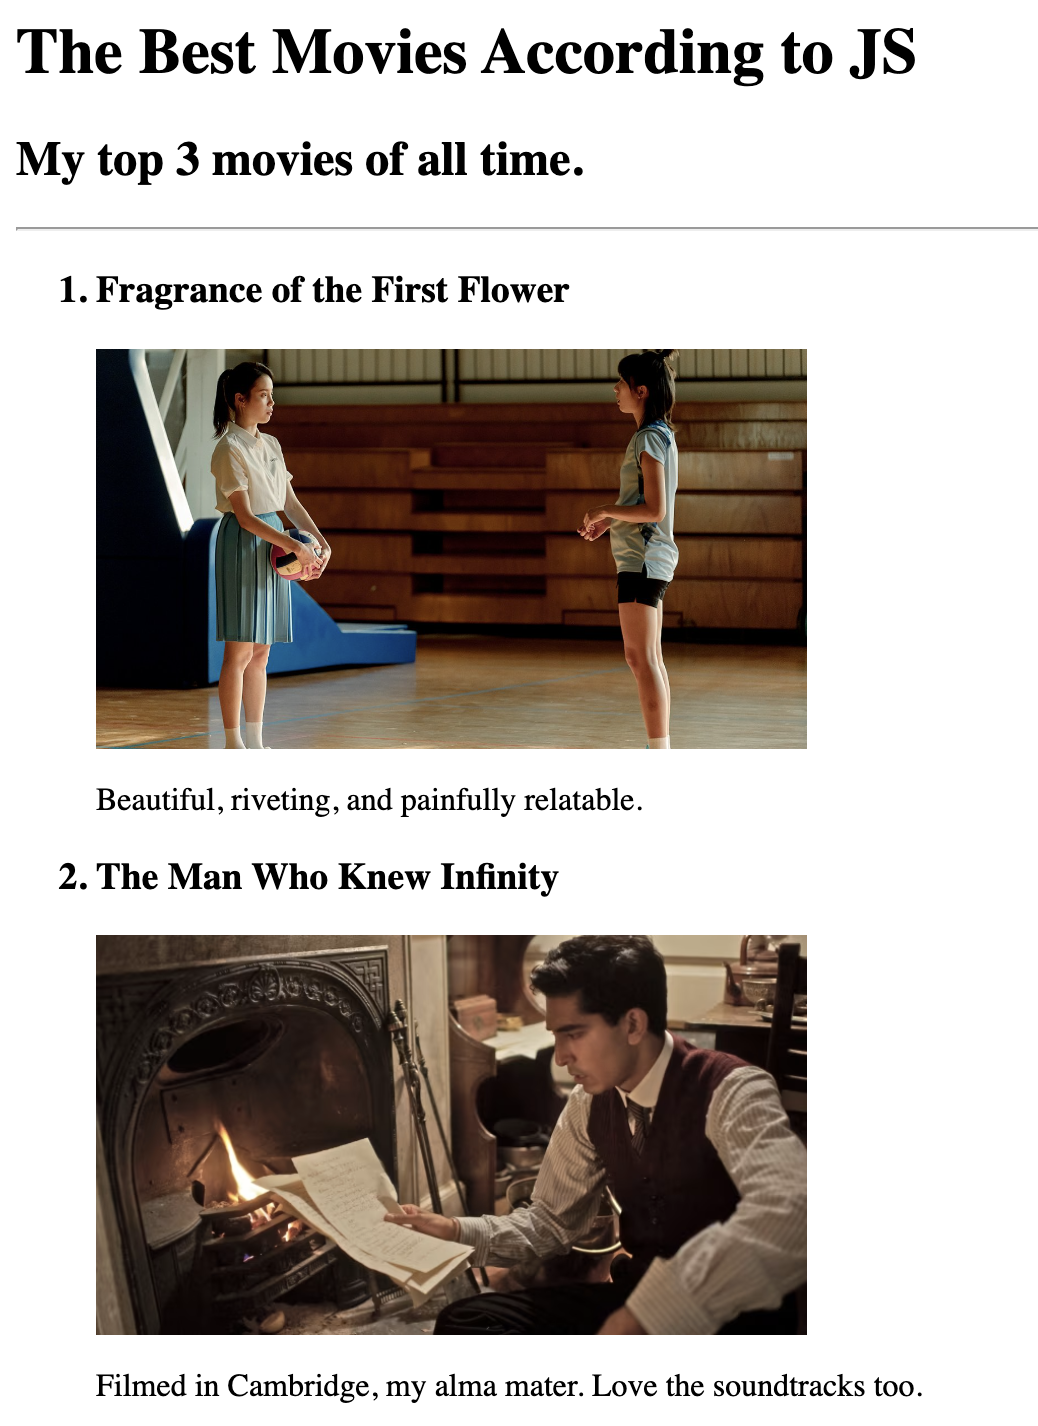 The Best Movies According to JS
My top 3 movies of all time.
1. Fragrance of the First Flower
Beautiful, riveting, and painfully relatable.
2. The Man Who Knew Infinity
Filmed in Cambridge, my alma mater. Love the soundtracks too.